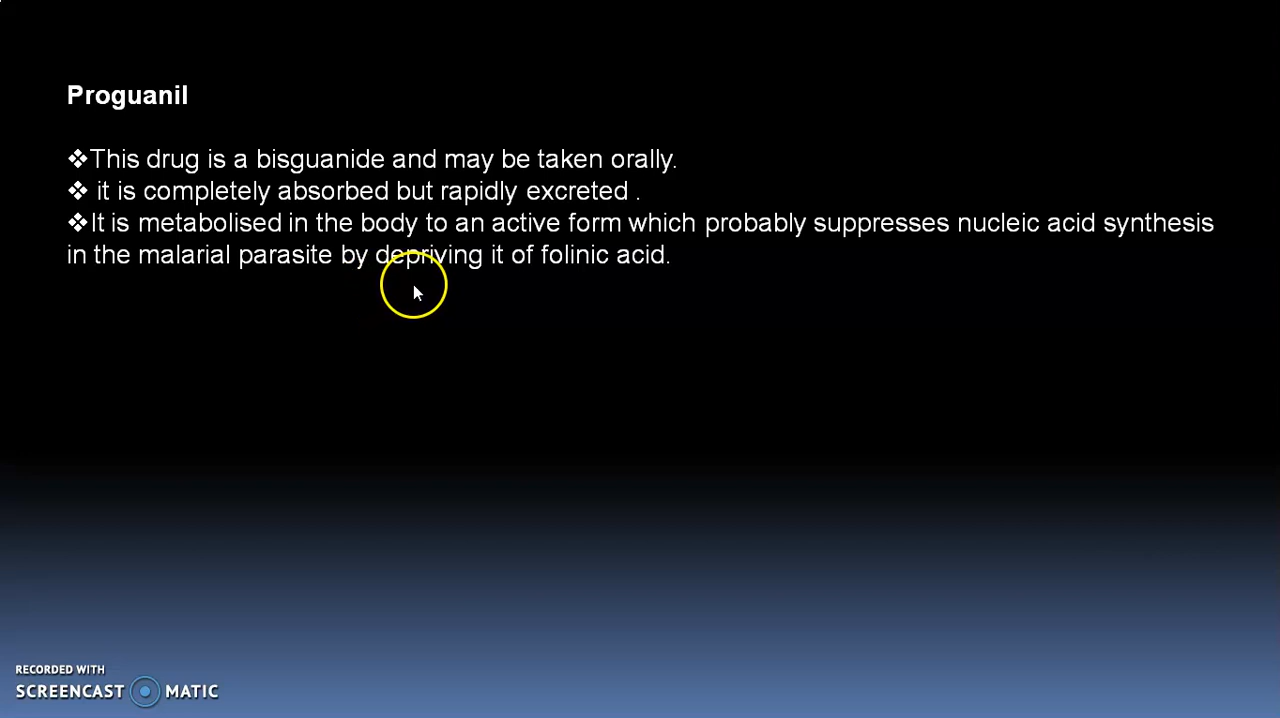 Proguanil
❖This drug is a bisguanide and may be taken orally.
❖ it is completely absorbed but rapidly excreted .
❖It is metabolised in the body to an active form which probably suppresses nucleic acid synthesis
in the malarial parasite by depriving it of folinic acid.
RECORDED WITH
SCREENCAST MATIC